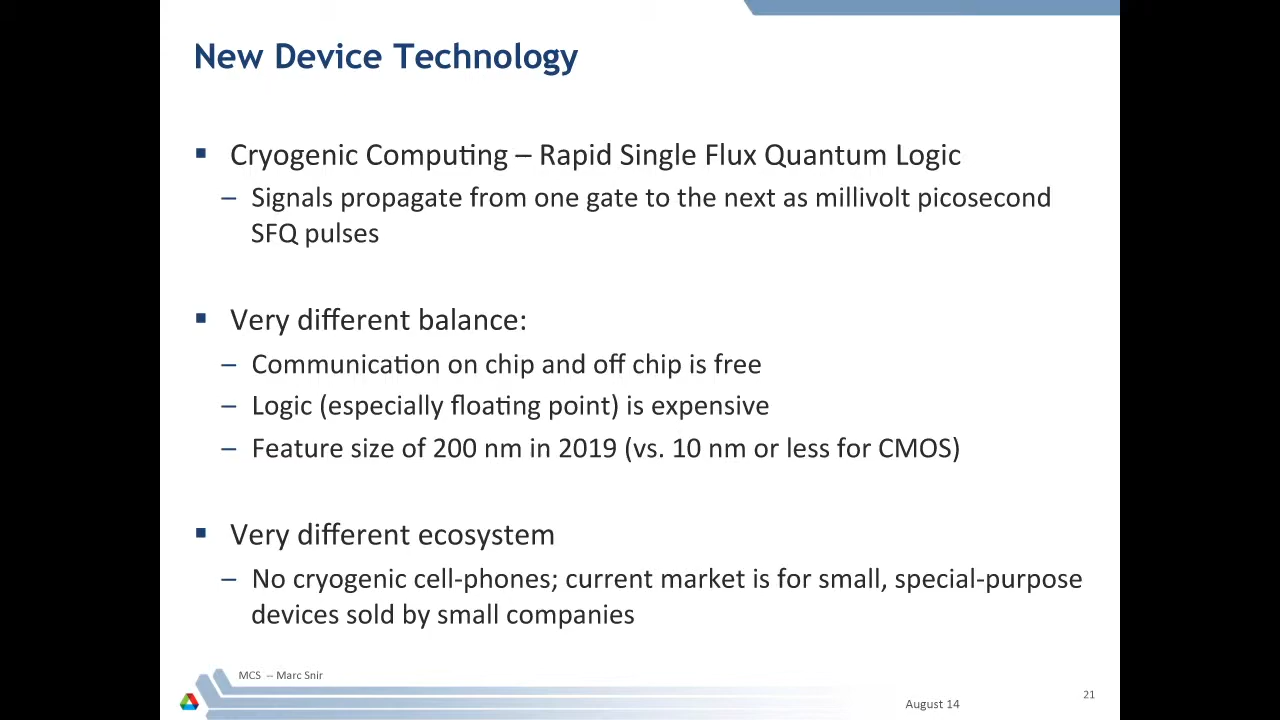 New Device Technology
▪ Cryogenic Computing – Rapid Single Flux Quantum Logic
– Signals propagate from one gate to the next as millivolt picosecond
SFQ pulses
▪ Very different balance:
– Communication on chip and off chip is free
– Logic (especially floating point) is expensive
– Feature size of 200 nm in 2019 (vs. 10 nm or less for CMOS)
▪ Very different ecosystem
– No cryogenic cell-phones; current market is for small, special-purpose
devices sold by small companies
MCS -- Marc Snir
August 14
21